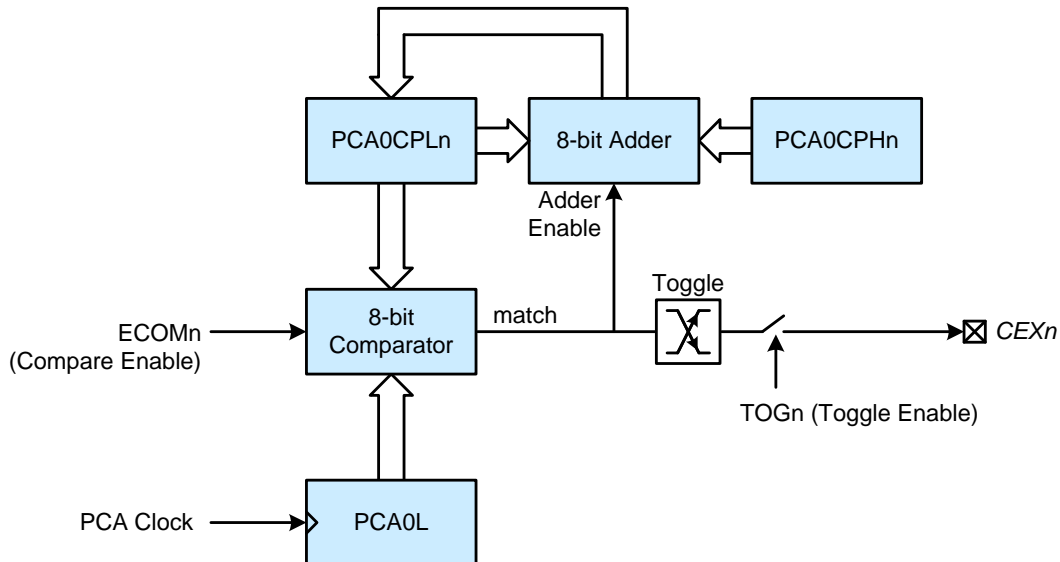 PCA0CPLn
8-bit Adder
PCA0CPHn
Adder
Enable
Toggle
ECOMn
(Compare Enable)
8-bit
Comparator
match
CEXn
TOGn (Toggle Enable)
PCA Clock
PCA0L